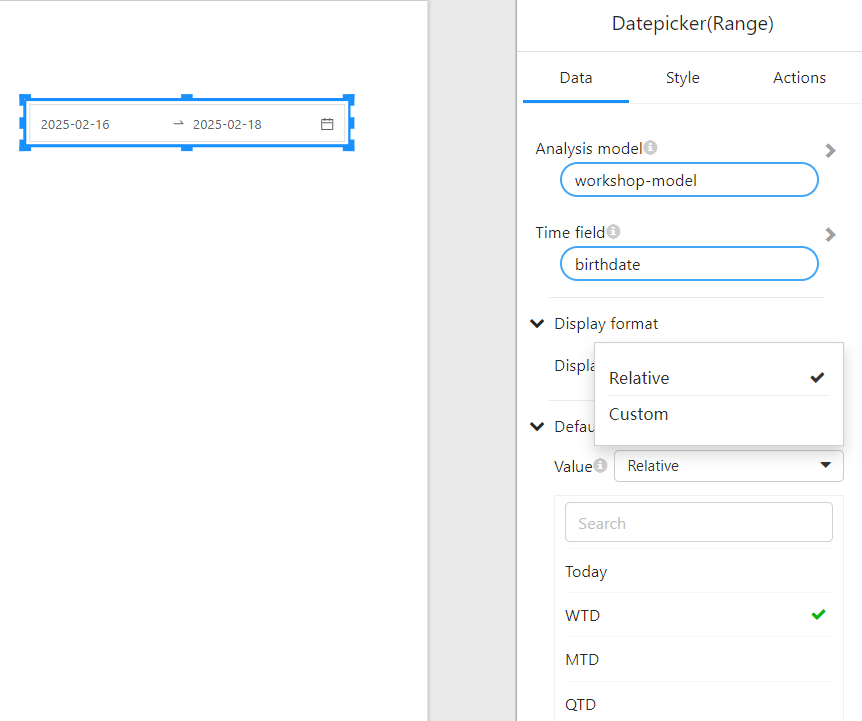 Datepicker(Range)
Data Style Actions
2025-02-16 → 2025-02-18
Analysis model
workshop-model
Time field
birthdate
Display format
Displa
Relative
Custom
Defau
Value Relative
Search
Today
WTD
MTD
QTD